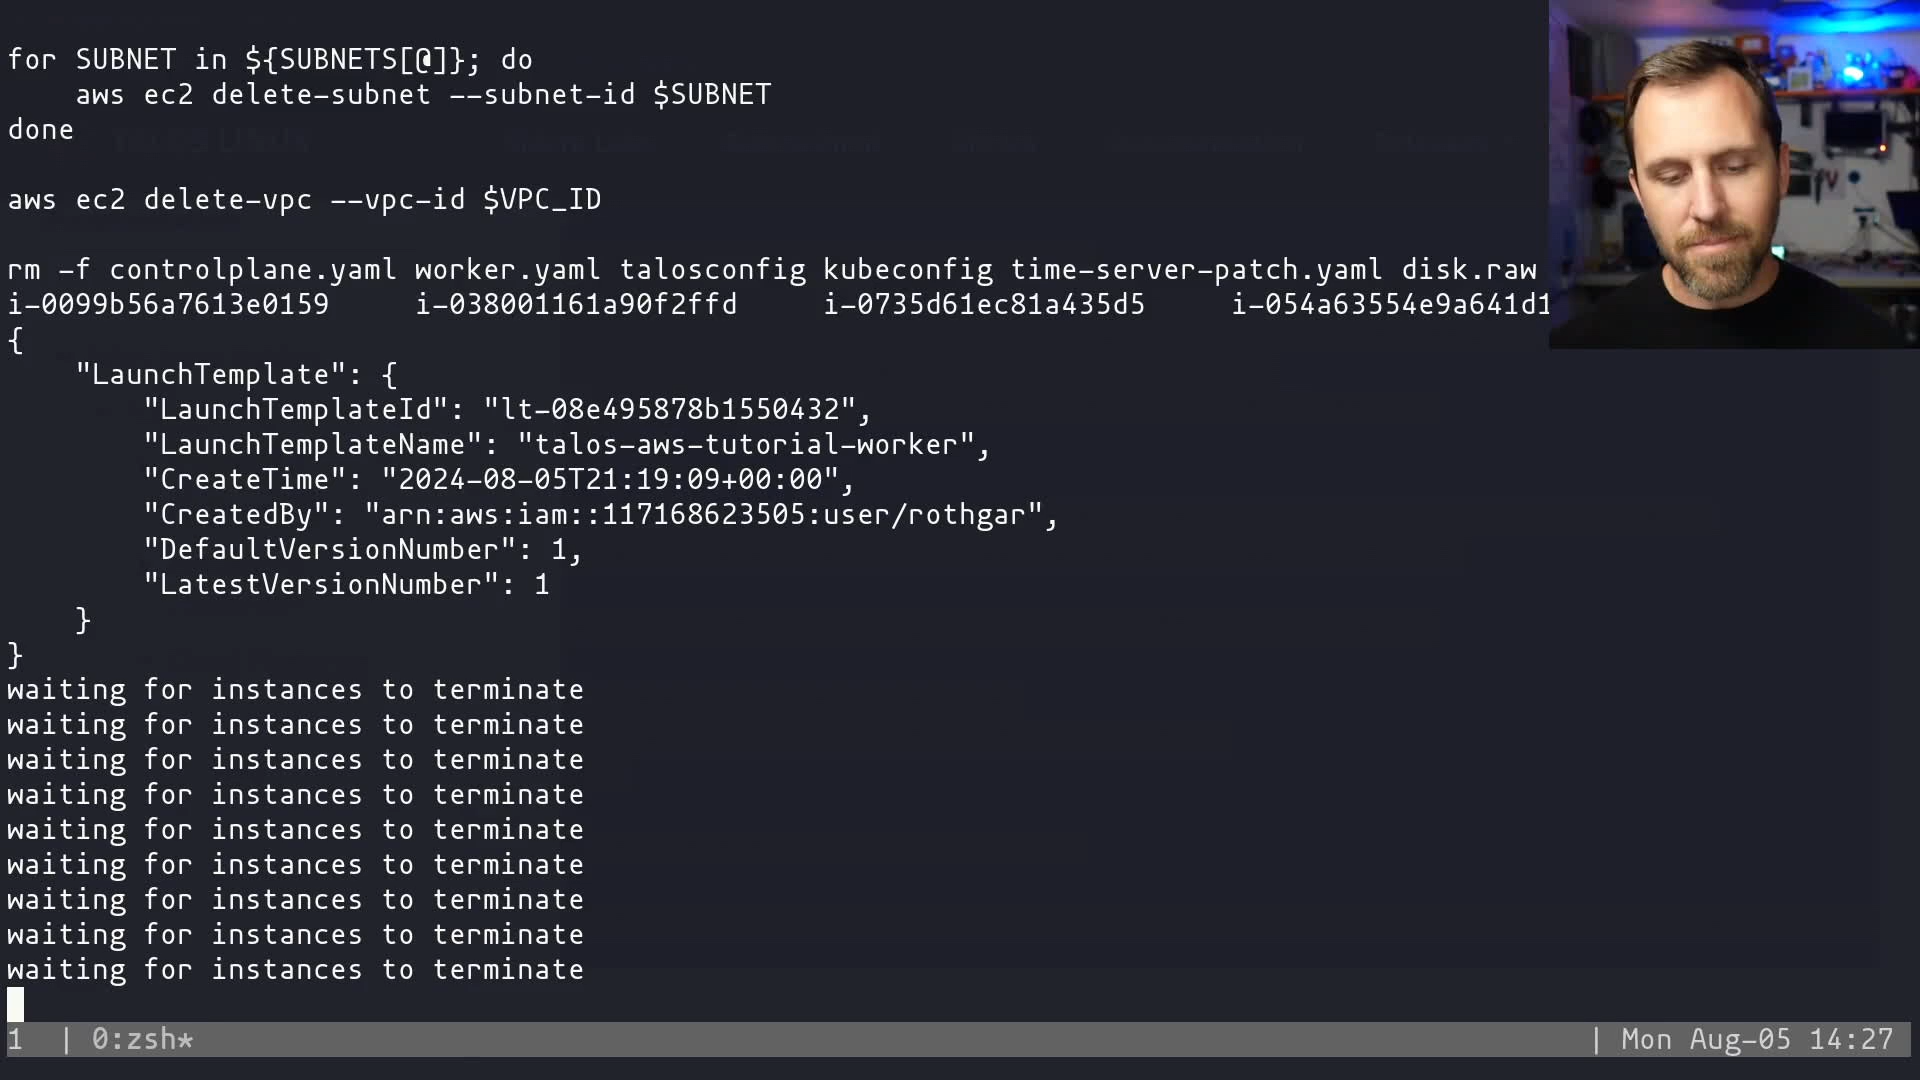 for SUBNET in ${SUBNETS[@]}; do
    aws ec2 delete-subnet --subnet-id $SUBNET
done

aws ec2 delete-vpc --vpc-id $VPC_ID

rm -f controlplane.yaml worker.yaml talosconfig kubeconfig time-server-patch.yaml disk.raw
i-0099b56a7613e0159     i-038001161a90f2ffd     i-0735d61ec81a435d5     i-054a63554e9a641d1
{
    "LaunchTemplate": {
        "LaunchTemplateId": "lt-08e495878b1550432",
        "LaunchTemplateName": "talos-aws-tutorial-worker",
        "CreateTime": "2024-08-05T21:19:09+00:00",
        "CreatedBy": "arn:aws:iam::117168623505:user/rothgar",
        "DefaultVersionNumber": 1,
        "LatestVersionNumber": 1
    }
}
waiting for instances to terminate
waiting for instances to terminate
waiting for instances to terminate
waiting for instances to terminate
waiting for instances to terminate
waiting for instances to terminate
waiting for instances to terminate
waiting for instances to terminate
waiting for instances to terminate
1  | 0:zsh* | Mon Aug-05 14:27